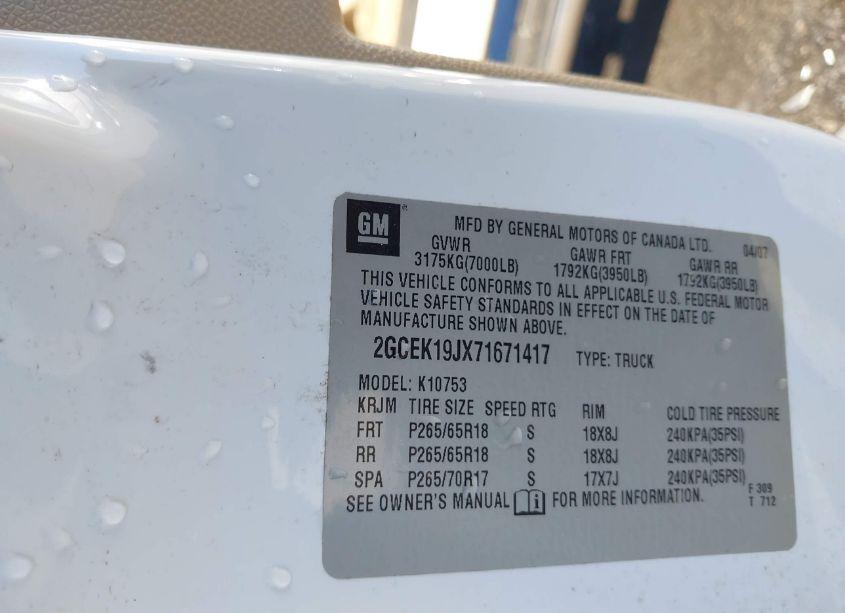 GM® MFD BY GENERAL MOTORS OF CANADA LTD. 04/07
GVWR GAWR FRT GAWR RR
3175KG(7000LB) 1792KG(3950LB) 1792KG(3950LB)
THIS VEHICLE CONFORMS TO ALL APPLICABLE U.S. FEDERAL MOTOR
VEHICLE SAFETY STANDARDS IN EFFECT ON THE DATE OF
MANUFACTURE SHOWN ABOVE.
2GCEK19JX71671417 TYPE: TRUCK
MODEL: K10753
KRJM TIRE SIZE SPEED RTG RIM COLD TIRE PRESSURE
FRT P265/65R18 S 18X8J 240KPA(35PSI)
RR P265/65R18 S 18X8J 240KPA(35PSI)
SPA P265/70R17 S 17X7J 240KPA(35PSI)
SEE OWNER'S MANUAL i FOR MORE INFORMATION. F 309
T 712